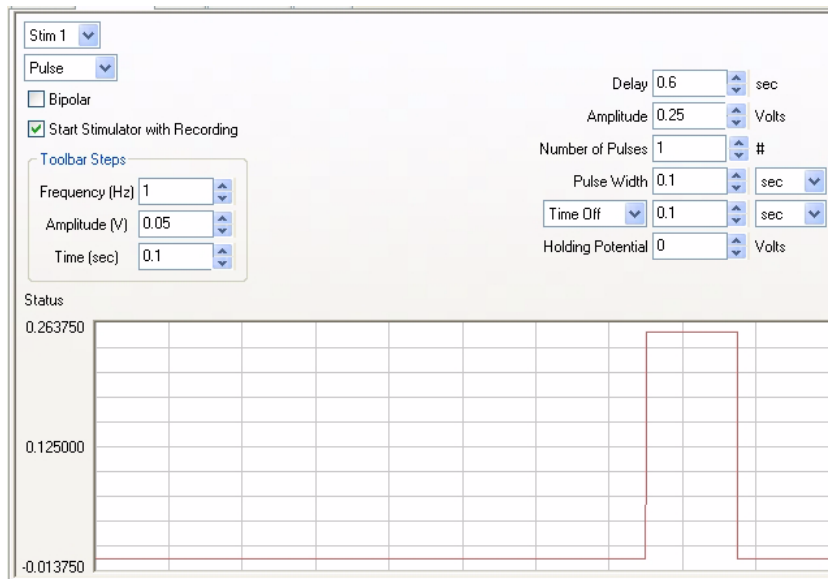 Stim 1
Pulse
Bipolar
Start Stimulator with Recording
Toolbar Steps
Frequency (Hz) 1
Amplitude (V) 0.05
Time (sec) 0.1
Delay 0.6 sec
Amplitude 0.25 Volts
Number of Pulses 1 #
Pulse Width 0.1 sec
Time Off 0.1 sec
Holding Potential 0 Volts
Status
0.263750
0.125000
-0.013750